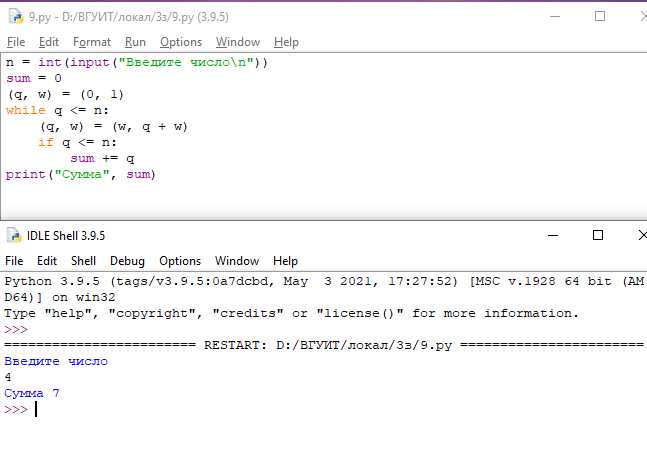 9.py - D:/ВГУИТ/локал/3з/9.py (3.9.5)
File Edit Format Run Options Window Help
n = int(input("Введите число\n"))
sum = 0
(q, w) = (0, 1)
while q <= n:
    (q, w) = (w, q + w)
    if q <= n:
        sum += q
print("Сумма", sum)
IDLE Shell 3.9.5
File Edit Shell Debug Options Window Help
Python 3.9.5 (tags/v3.9.5:0a7dcbd, May  3 2021, 17:27:52) [MSC v.1928 64 bit (AM
D64)] on win32
Type "help", "copyright", "credits" or "license()" for more information.
>>>
======================== RESTART: D:/ВГУИТ/локал/3з/9.py =======================
Введите число
4
Сумма 7
>>>